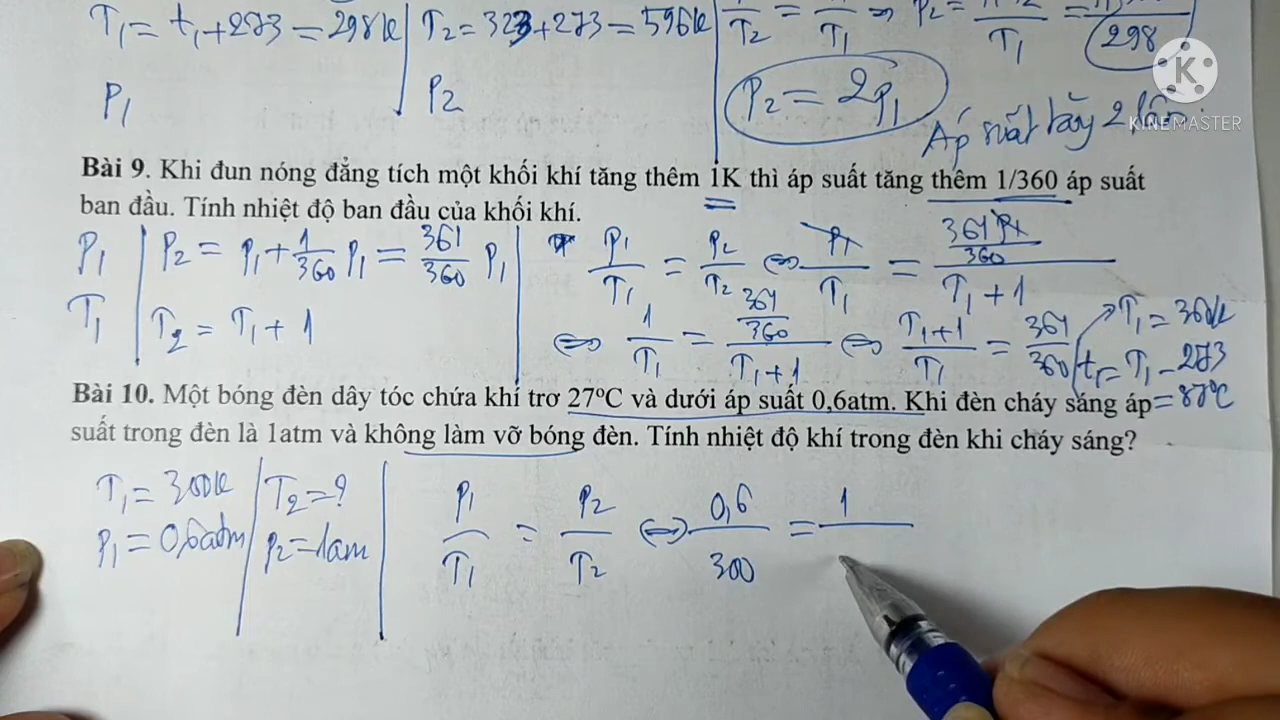 T₁ = t₁ + 273 = 298K | T₂ = 323 + 273 = 596K
P₁ | P₂ | P₂ = 2P₁
Áp suất tăng 2 lần
KINEMASTER
Bài 9. Khi đun nóng đẳng tích một khối khí tăng thêm 1K thì áp suất tăng thêm 1/360 áp suất
ban đầu. Tính nhiệt độ ban đầu của khối khí.
P₁ | P₂ = P₁ + 1/360 P₁ = 361/360 P₁ | P₁/T₁ = P₂/T₂ ⇔ P₁/T₁ = (361P₁/360)/(T₁ + 1)
T₁ | T₂ = T₁ + 1 | ⇔ 1/T₁ = (361/360)/(T₁ + 1) ⇔ (T₁ + 1)/T₁ = 361/360 → T₁ = 360K
t₁ = T₁ - 273
= 87°C
Bài 10. Một bóng đèn dây tóc chứa khí trơ 27°C và dưới áp suất 0,6atm. Khi đèn cháy sáng áp
suất trong đèn là 1atm và không làm vỡ bóng đèn. Tính nhiệt độ khí trong đèn khi cháy sáng?
T₁ = 300K | T₂ = ? | P₁/T₁ = P₂/T₂ ⇔ 0,6/300 = 1/
P₁ = 0,6atm | P₂ = 1am